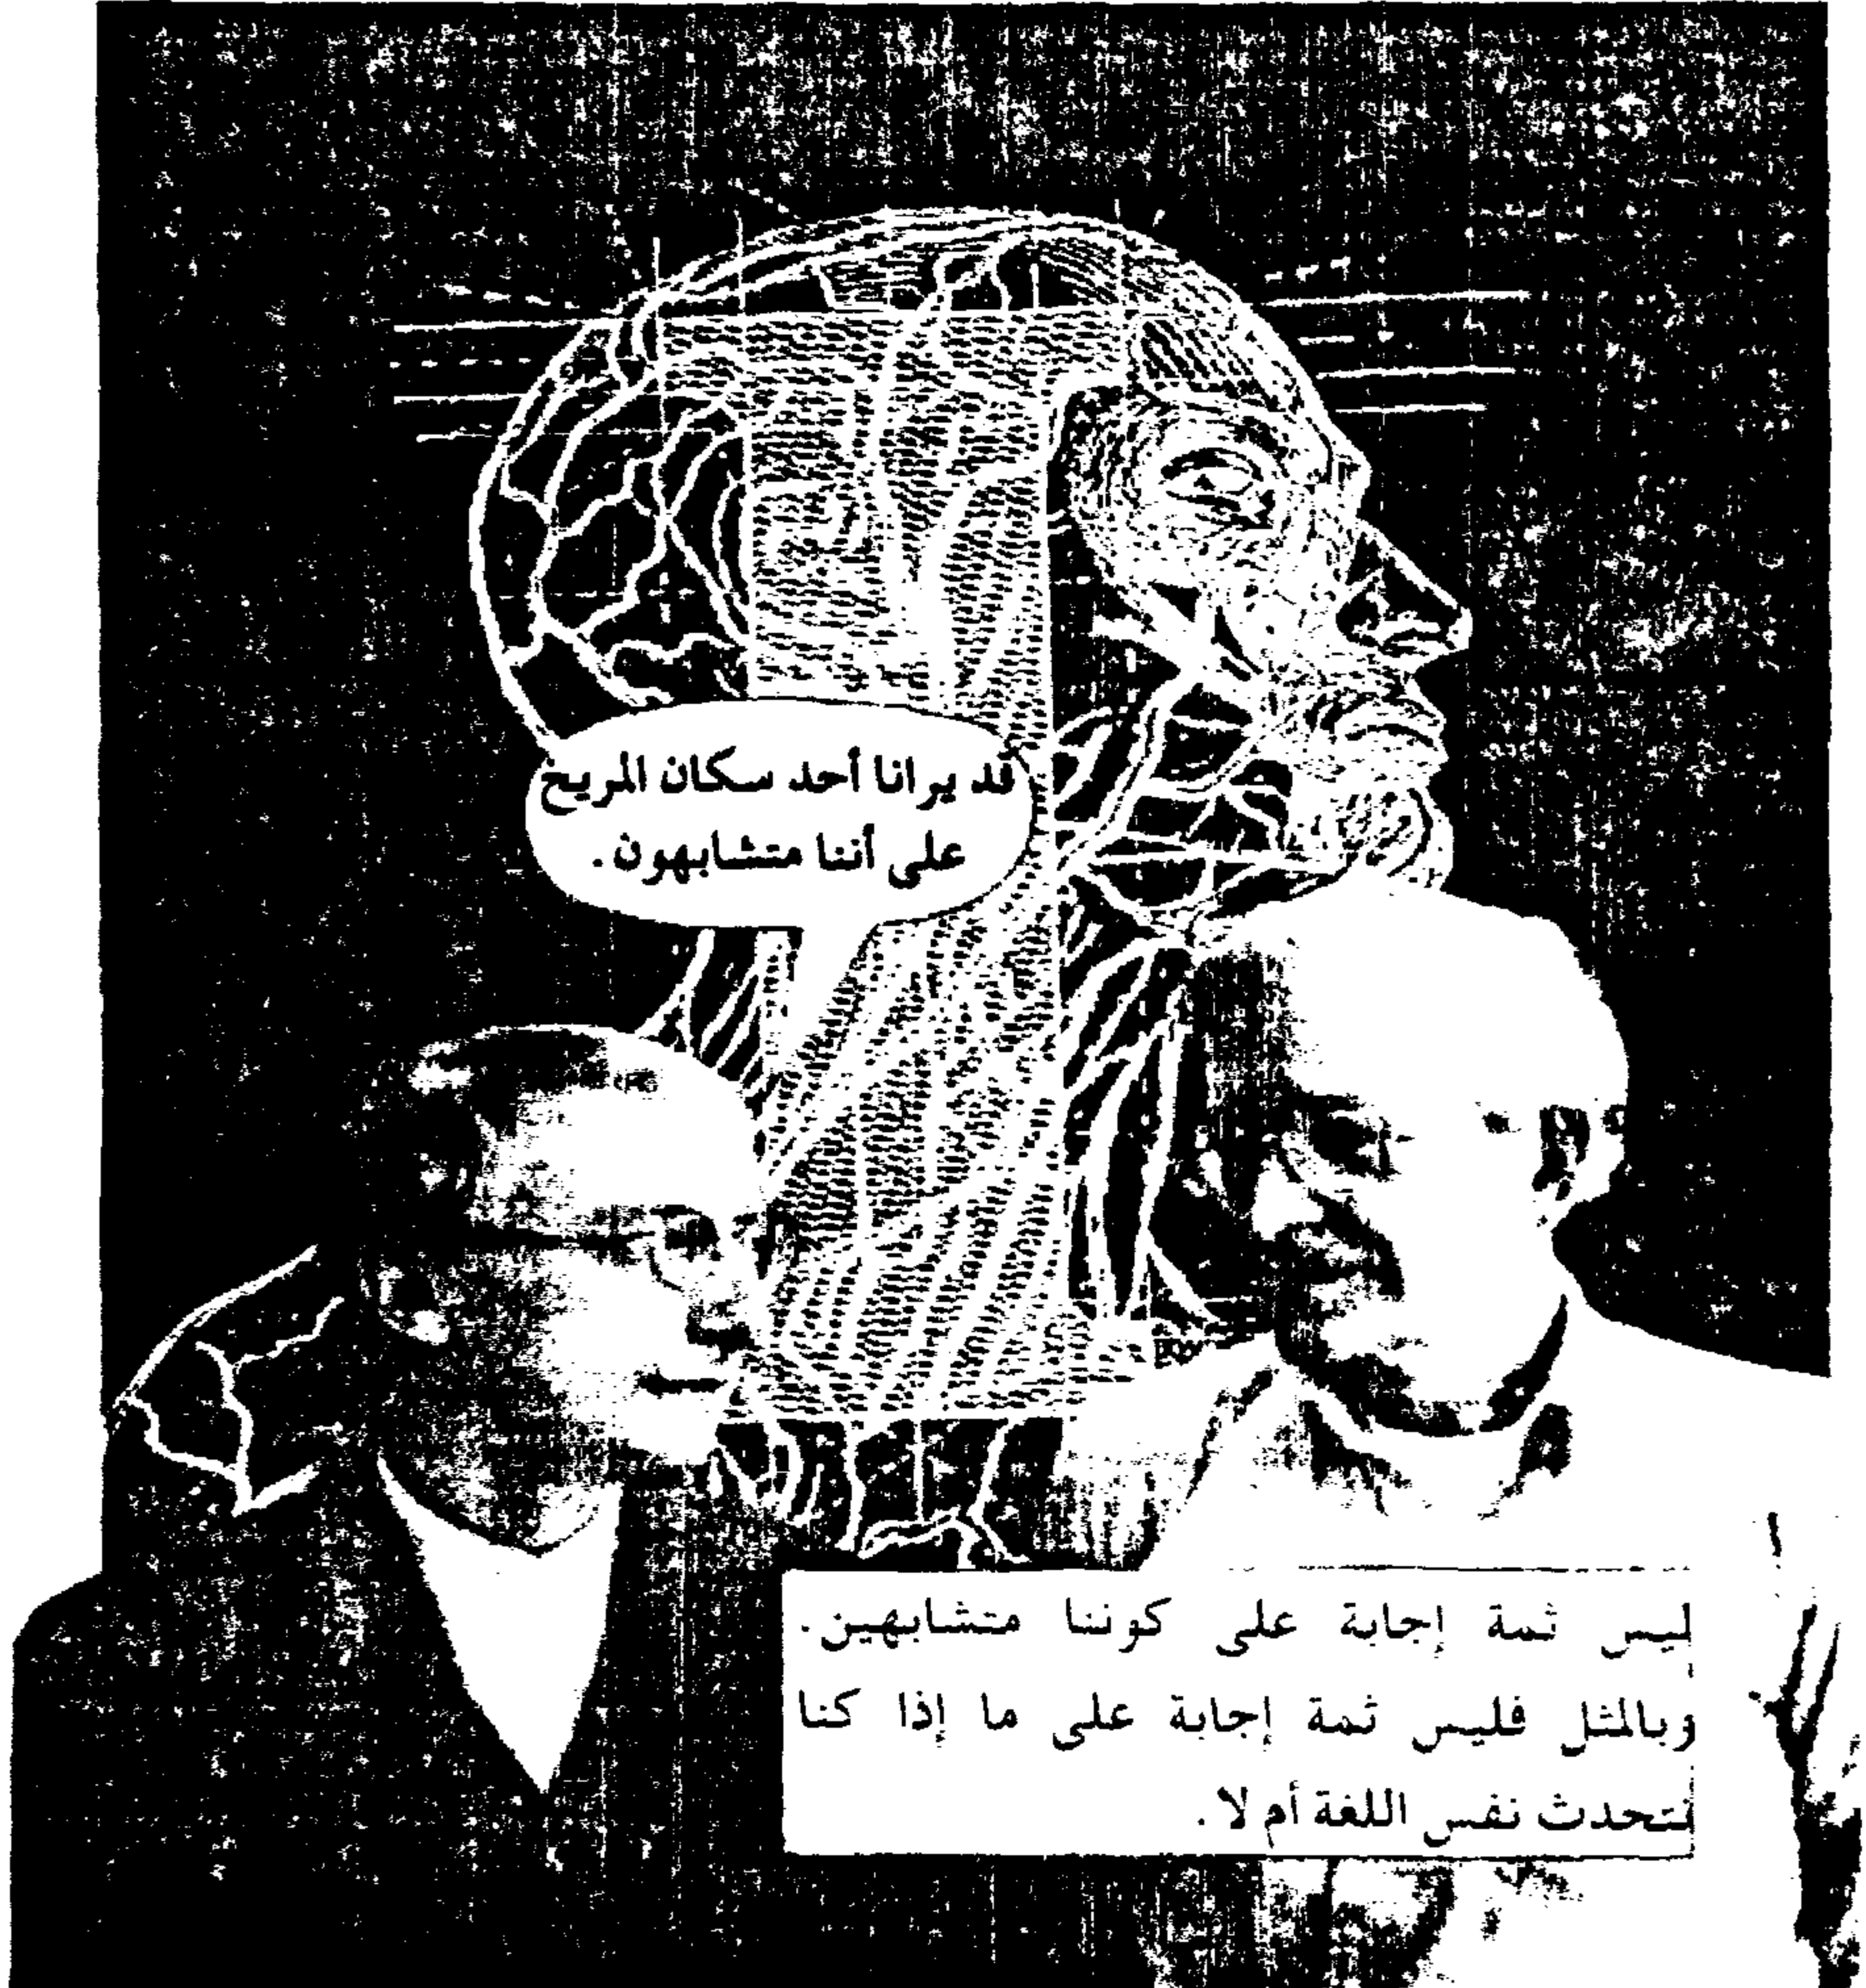 قد يرانا أحد سكان المريخ
على أننا متشابهون.
ليس ثمة إجابة على كوننا متشابهين.
وبالمثل فليس ثمة إجابة على ما إذا كنا
نتحدث نفس اللغة أم لا.